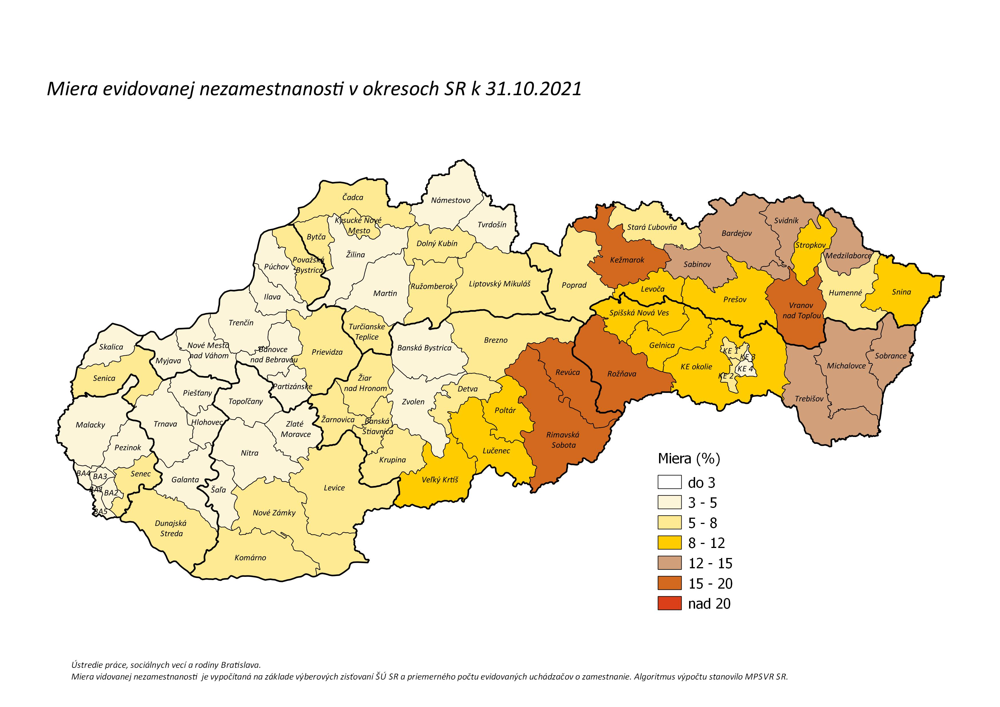 Miera evidovanej nezamestnanosti v okresoch SR k 31.10.2021
Námestovo
Čadca
Tvrdošín
Kysucké Nové
Mesto
Bytča
Dolný Kubín
Žilina
Považská
Bystrica
Púchov
Ilava
Martin
Ružomberok
Liptovský Mikuláš
Poprad
Kežmarok
Stará Ľubovňa
Sabinov
Bardejov
Svidník
Stropkov
Medzilaborce
Levoča
Prešov
Vranov
nad Topľou
Humenné
Snina
Spišská Nová Ves
Gelnica
Trenčín
Turčianske
Teplice
Banská Bystrica
Brezno
Prievidza
Bánovce
nad Bebravou
Nové Mesto
nad Váhom
Skalica
Myjava
Senica
Partizánske
Piešťany
Topoľčany
Žiar
nad Hronom
Detva
Zvolen
Poltár
Revúca
Rožňava
KE okolie
KE 1
KE 3
KE 4
KE 2
Michalovce
Sobrance
Trebišov
Malacky
Trnava
Hlohovec
Zlaté
Moravce
Žarnovica
Banská
Štiavnica
Rimavská
Sobota
Lučenec
Pezinok
Nitra
Krupina
Veľký Krtíš
Senec
BA4
BA3
BA1
BA2
BA5
Galanta
Šaľa
Levice
Nové Zámky
Dunajská
Streda
Komárno
Miera (%)
do 3
3 - 5
5 - 8
8 - 12
12 - 15
15 - 20
nad 20
Ústredie práce, sociálnych vecí a rodiny Bratislava.
Miera vidovanej nezamestnanosti je vypočítaná na základe výberových zisťovaní ŠÚ SR a priemerného počtu evidovaných uchádzačov o zamestnanie. Algoritmus výpočtu stanovilo MPSVR SR.